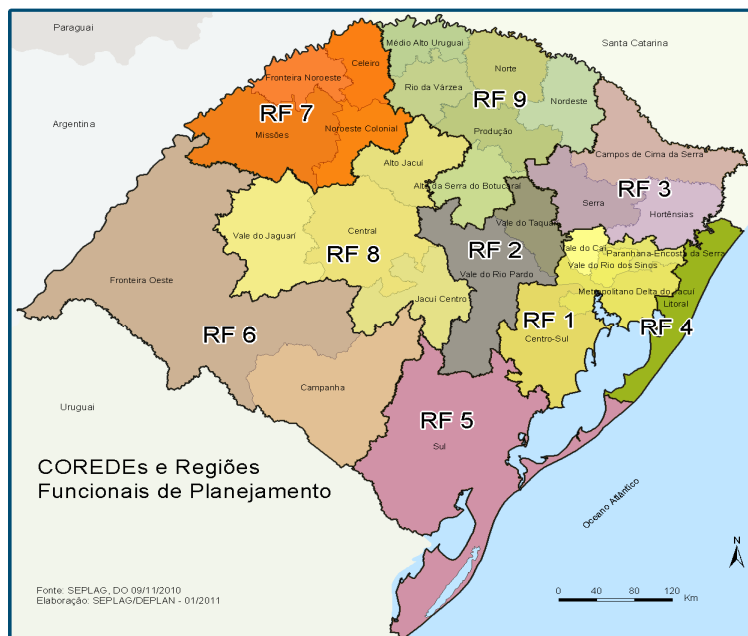 Paraguai
Santa Catarina
Argentina
Médio Alto Uruguai
Celeiro
Norte
Fronteira Noroeste
Rio da Várzea
Nordeste
RF 7
RF 9
Missões
Noroeste Colonial
Produção
Alto Jacuí
Campos de Cima da Serra
Alto da Serra do Botucaraí
RF 3
Serra
Hortênsias
Vale do Taquari
Vale do Jaguarí
Central
RF 8
RF 2
Vale do Caí
Paranhana-Encosta da Serra
Vale do Rio dos Sinos
Fronteira Oeste
Vale do Rio Pardo
Metropolitano Delta do Jacuí
Jacuí Centro
Litoral
RF 6
RF 1
RF 4
Centro-Sul
Campanha
Uruguai
RF 5
Sul
COREDEs e Regiões
Funcionais de Planejamento
Oceano Atlântico
N
Fonte: SEPLAG, DO 09/11/2010
Elaboração: SEPLAG/DEPLAN - 01/2011
0 40 80 120
Km